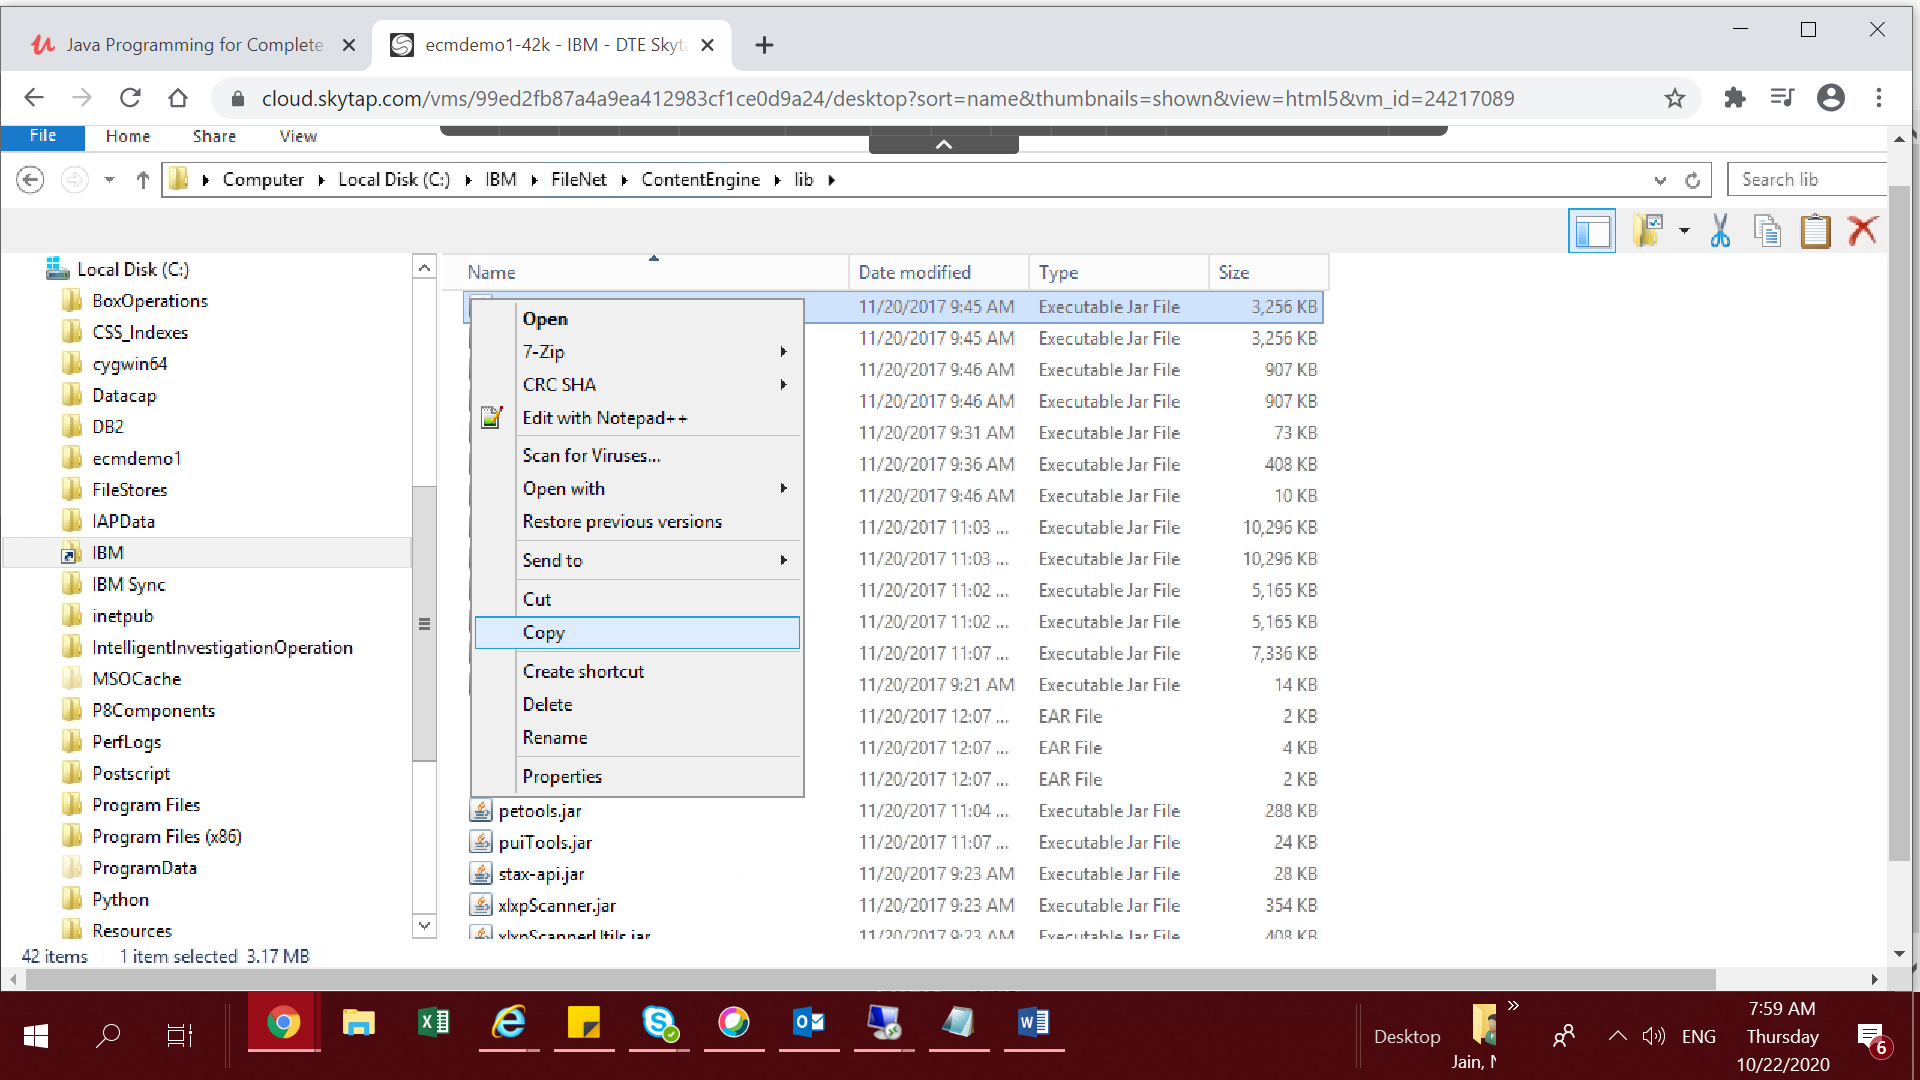 Java Programming for Complete
ecmdemo1-42k - IBM - DTE Skyta
cloud.skytap.com/vms/99ed2fb87a4a9ea412983cf1ce0d9a24/desktop?sort=name&thumbnails=shown&view=html5&vm_id=24217089
File Home Share View
Computer Local Disk (C:) IBM FileNet ContentEngine lib
Search lib
Local Disk (C:)
BoxOperations
CSS_Indexes
cygwin64
Datacap
DB2
ecmdemo1
FileStores
IAPData
IBM
IBM Sync
inetpub
IntelligentInvestigationOperation
MSOCache
P8Components
PerfLogs
Postscript
Program Files
Program Files (x86)
ProgramData
Python
Resources
Name Date modified Type Size
11/20/2017 9:45 AM Executable Jar File 3,256 KB
11/20/2017 9:45 AM Executable Jar File 3,256 KB
11/20/2017 9:46 AM Executable Jar File 907 KB
11/20/2017 9:46 AM Executable Jar File 907 KB
11/20/2017 9:31 AM Executable Jar File 73 KB
11/20/2017 9:36 AM Executable Jar File 408 KB
11/20/2017 9:46 AM Executable Jar File 10 KB
11/20/2017 11:03 ... Executable Jar File 10,296 KB
11/20/2017 11:03 ... Executable Jar File 10,296 KB
11/20/2017 11:02 ... Executable Jar File 5,165 KB
11/20/2017 11:02 ... Executable Jar File 5,165 KB
11/20/2017 11:07 ... Executable Jar File 7,336 KB
11/20/2017 9:21 AM Executable Jar File 14 KB
11/20/2017 12:07 ... EAR File 2 KB
11/20/2017 12:07 ... EAR File 4 KB
11/20/2017 12:07 ... EAR File 2 KB
petools.jar 11/20/2017 11:04 ... Executable Jar File 288 KB
puiTools.jar 11/20/2017 11:07 ... Executable Jar File 24 KB
stax-api.jar 11/20/2017 9:23 AM Executable Jar File 28 KB
xlxpScanner.jar 11/20/2017 9:23 AM Executable Jar File 354 KB
xlxpScannerUtils.jar 11/20/2017 9:23 AM Executable Jar File 408 KB
Open
7-Zip
CRC SHA
Edit with Notepad++
Scan for Viruses...
Open with
Restore previous versions
Send to
Cut
Copy
Create shortcut
Delete
Rename
Properties
42 items 1 item selected 3.17 MB
Desktop
Jain, N
ENG
7:59 AM
Thursday
10/22/2020
6